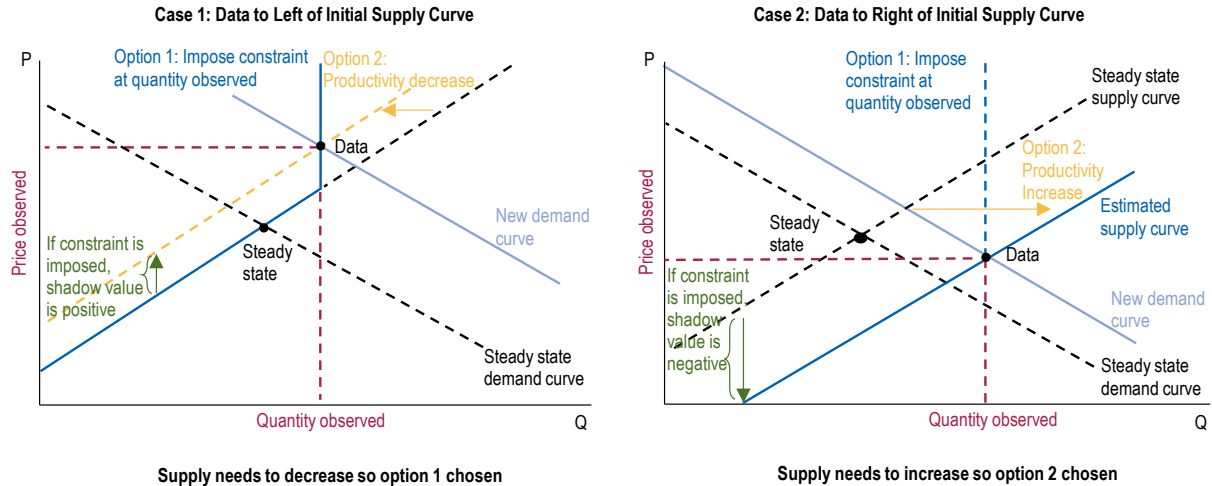 Case 1: Data to Left of Initial Supply Curve
P
Option 1: Impose constraint
at quantity observed
Option 2:
Productivity decrease
Data
Price observed
New demand
curve
If constraint is
imposed,
shadow value
is positive
Steady
state
Steady state
demand curve
Quantity observed
Q
Supply needs to decrease so option 1 chosen
Case 2: Data to Right of Initial Supply Curve
P
Option 1: Impose
constraint at
quantity observed
Steady state
supply curve
Option 2:
Productivity
Increase
Estimated
supply curve
Steady
state
Data
Price observed
If constraint
is imposed,
shadow
value is
negative
New demand
curve
Steady state
demand curve
Quantity observed
Q
Supply needs to increase so option 2 chosen